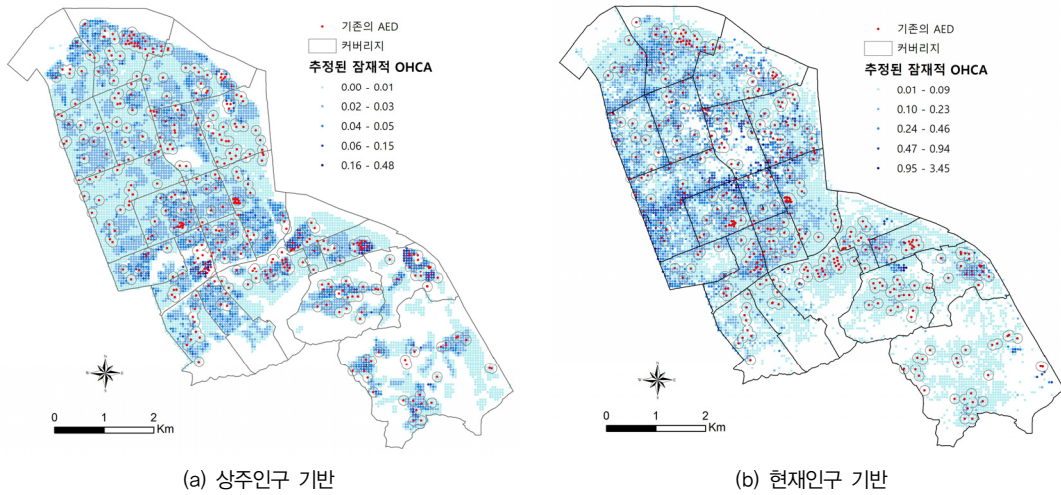 기존의 AED
커버리지
추정된 잠재적 OHCA
0.00 - 0.01
0.02 - 0.03
0.04 - 0.05
0.06 - 0.15
0.16 - 0.48
0 1 2
Km
(a) 상주인구 기반
기존의 AED
커버리지
추정된 잠재적 OHCA
0.01 - 0.09
0.10 - 0.23
0.24 - 0.46
0.47 - 0.94
0.95 - 3.45
0 1 2
Km
(b) 현재인구 기반